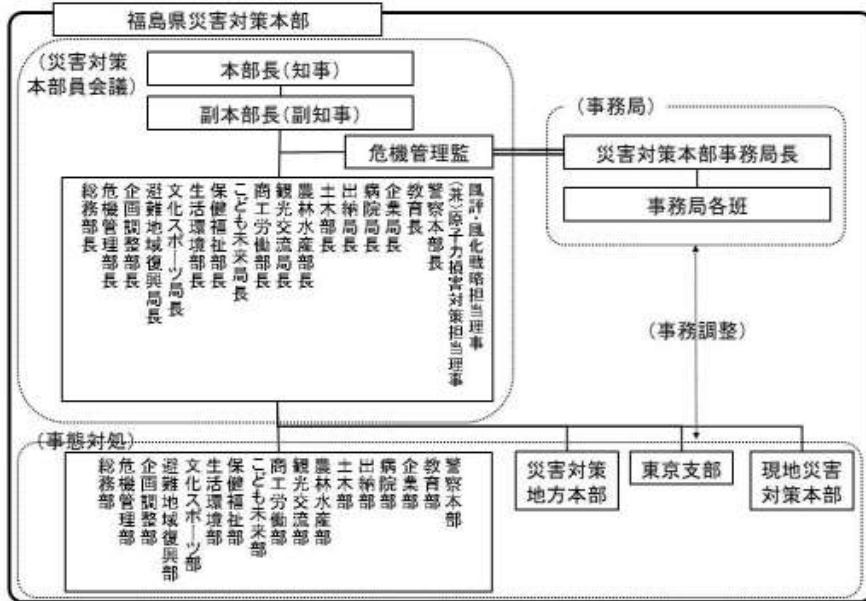 福島県災害対策本部
(災害対策
本部員会議)
本部長(知事)
副本部長(副知事)
危機管理監
(事務局)
災害対策本部事務局長
事務局各班
(事務調整)
風評・風化戦略担当理事
(兼)原子力損害対策担当理事
警察本部長
教育長
企業局長
病院局長
出納局長
土木部長
農林水産部長
観光交流局長
商工労働部長
こども未来局長
保健福祉部長
生活環境部長
文化スポーツ局長
避難地域復興局長
企画調整部長
危機管理部長
総務部長
(事態対処)
警察本部
教育部
企業部
病院部
出納部
土木部
農林水産部
観光交流部
商工労働部
こども未来部
保健福祉部
生活環境部
文化スポーツ部
避難地域復興部
企画調整部
危機管理部
総務部
災害対策
地方本部
東京支部
現地災害
対策本部